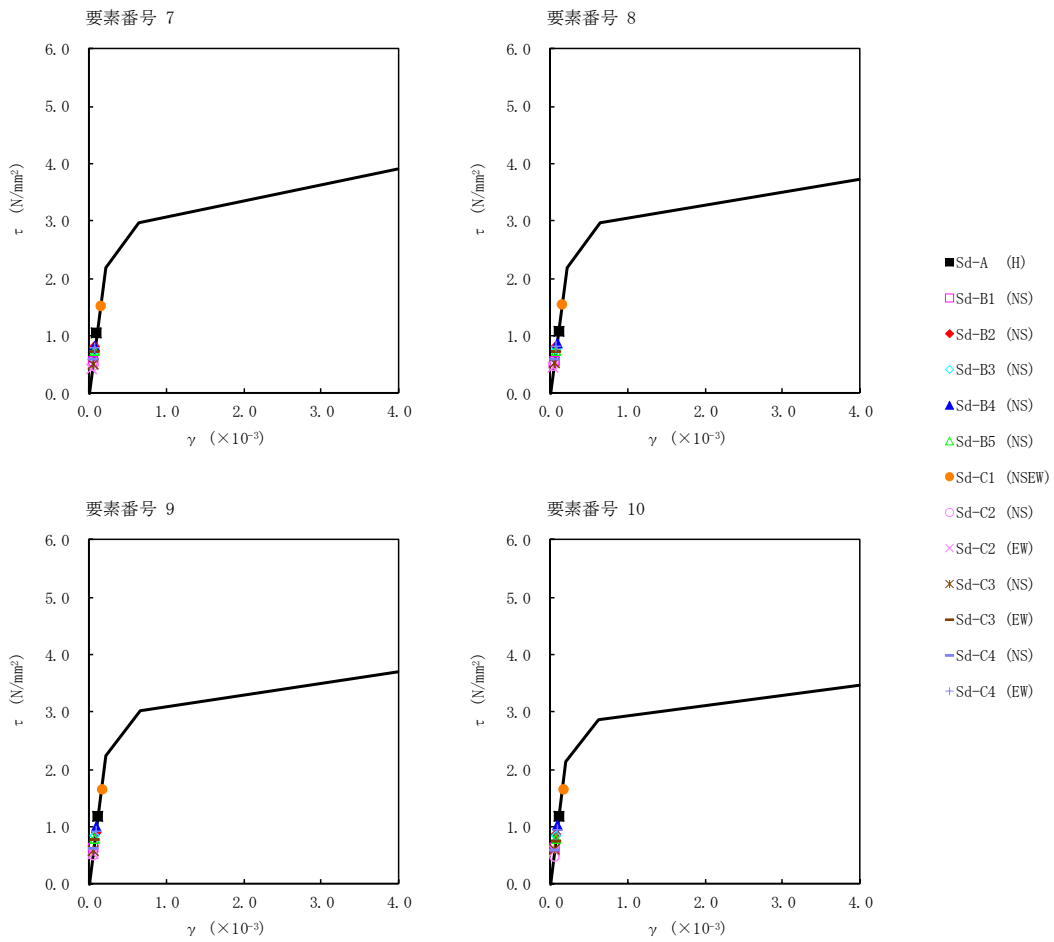 要素番号 7
6.0
5.0
4.0
3.0
2.0
1.0
0.0
τ (N/mm²)
0.0 1.0 2.0 3.0 4.0
γ (×10⁻³)
要素番号 8
6.0
5.0
4.0
3.0
2.0
1.0
0.0
τ (N/mm²)
0.0 1.0 2.0 3.0 4.0
γ (×10⁻³)
要素番号 9
6.0
5.0
4.0
3.0
2.0
1.0
0.0
τ (N/mm²)
0.0 1.0 2.0 3.0 4.0
γ (×10⁻³)
要素番号 10
6.0
5.0
4.0
3.0
2.0
1.0
0.0
τ (N/mm²)
0.0 1.0 2.0 3.0 4.0
γ (×10⁻³)
Sd-A (H)
Sd-B1 (NS)
Sd-B2 (NS)
Sd-B3 (NS)
Sd-B4 (NS)
Sd-B5 (NS)
Sd-C1 (NSEW)
Sd-C2 (NS)
Sd-C2 (EW)
Sd-C3 (NS)
Sd-C3 (EW)
Sd-C4 (NS)
Sd-C4 (EW)